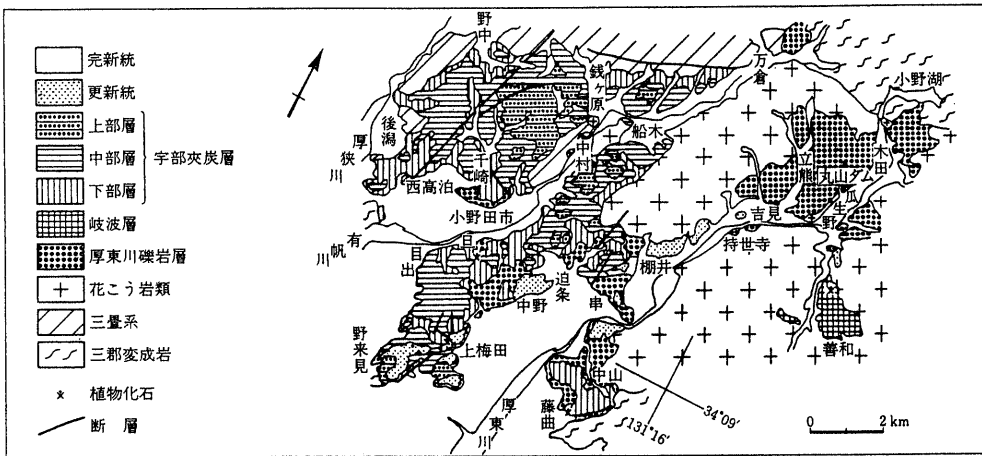 完新統
更新統
上部層
中部層
下部層
宇部夾炭層
岐波層
厚東川礫岩層
花こう岩類
三畳系
三郡変成岩
植物化石
断層
野中
銭ヶ原
万倉
小野湖
後潟
厚狭川
千崎
中村
船木
西高泊
小野田市
立熊
丸山ダム
木田
瓜生野
吉見
持世寺
棚井
有帆川
目出
旦
中野
迫条
串
野来見
上梅田
中山
藤曲
厚東川
善和
131°16′
34°09′
0 2 km